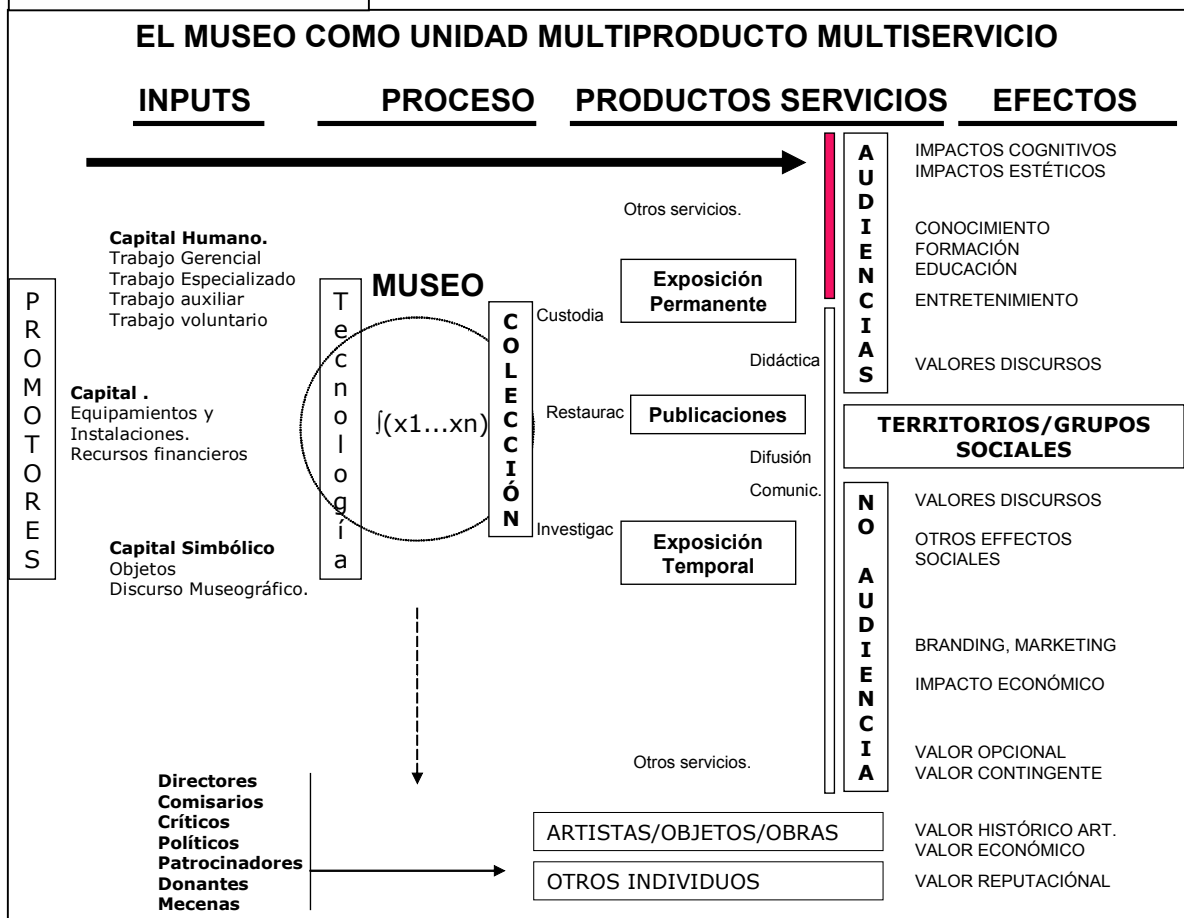 EL MUSEO COMO UNIDAD MULTIPRODUCTO MULTISERVICIO
INPUTS
PROCESO
PRODUCTOS SERVICIOS
EFECTOS
PROMOTORES
Capital Humano.
Trabajo Gerencial
Trabajo Especializado
Trabajo auxiliar
Trabajo voluntario
Capital .
Equipamientos y
Instalaciones.
Recursos financieros
Capital Simbólico
Objetos
Discurso Museográfico.
Tecnología
MUSEO
∫(x1...xn)
COLECCIÓN
Custodia
Restaurac
Investigac
Otros servicios.
Exposición
Permanente
Didáctica
Publicaciones
Difusión
Comunic.
Exposición
Temporal
Otros servicios.
AUDIENCIAS
IMPACTOS COGNITIVOS
IMPACTOS ESTÉTICOS
CONOCIMIENTO
FORMACIÓN
EDUCACIÓN
ENTRETENIMIENTO
VALORES DISCURSOS
TERRITORIOS/GRUPOS
SOCIALES
NO AUDIENCIA
VALORES DISCURSOS
OTROS EFFECTOS
SOCIALES
BRANDING, MARKETING
IMPACTO ECONÓMICO
VALOR OPCIONAL
VALOR CONTINGENTE
Directores
Comisarios
Críticos
Políticos
Patrocinadores
Donantes
Mecenas
ARTISTAS/OBJETOS/OBRAS
VALOR HISTÓRICO ART.
VALOR ECONÓMICO
OTROS INDIVIDUOS
VALOR REPUTACIÓNAL